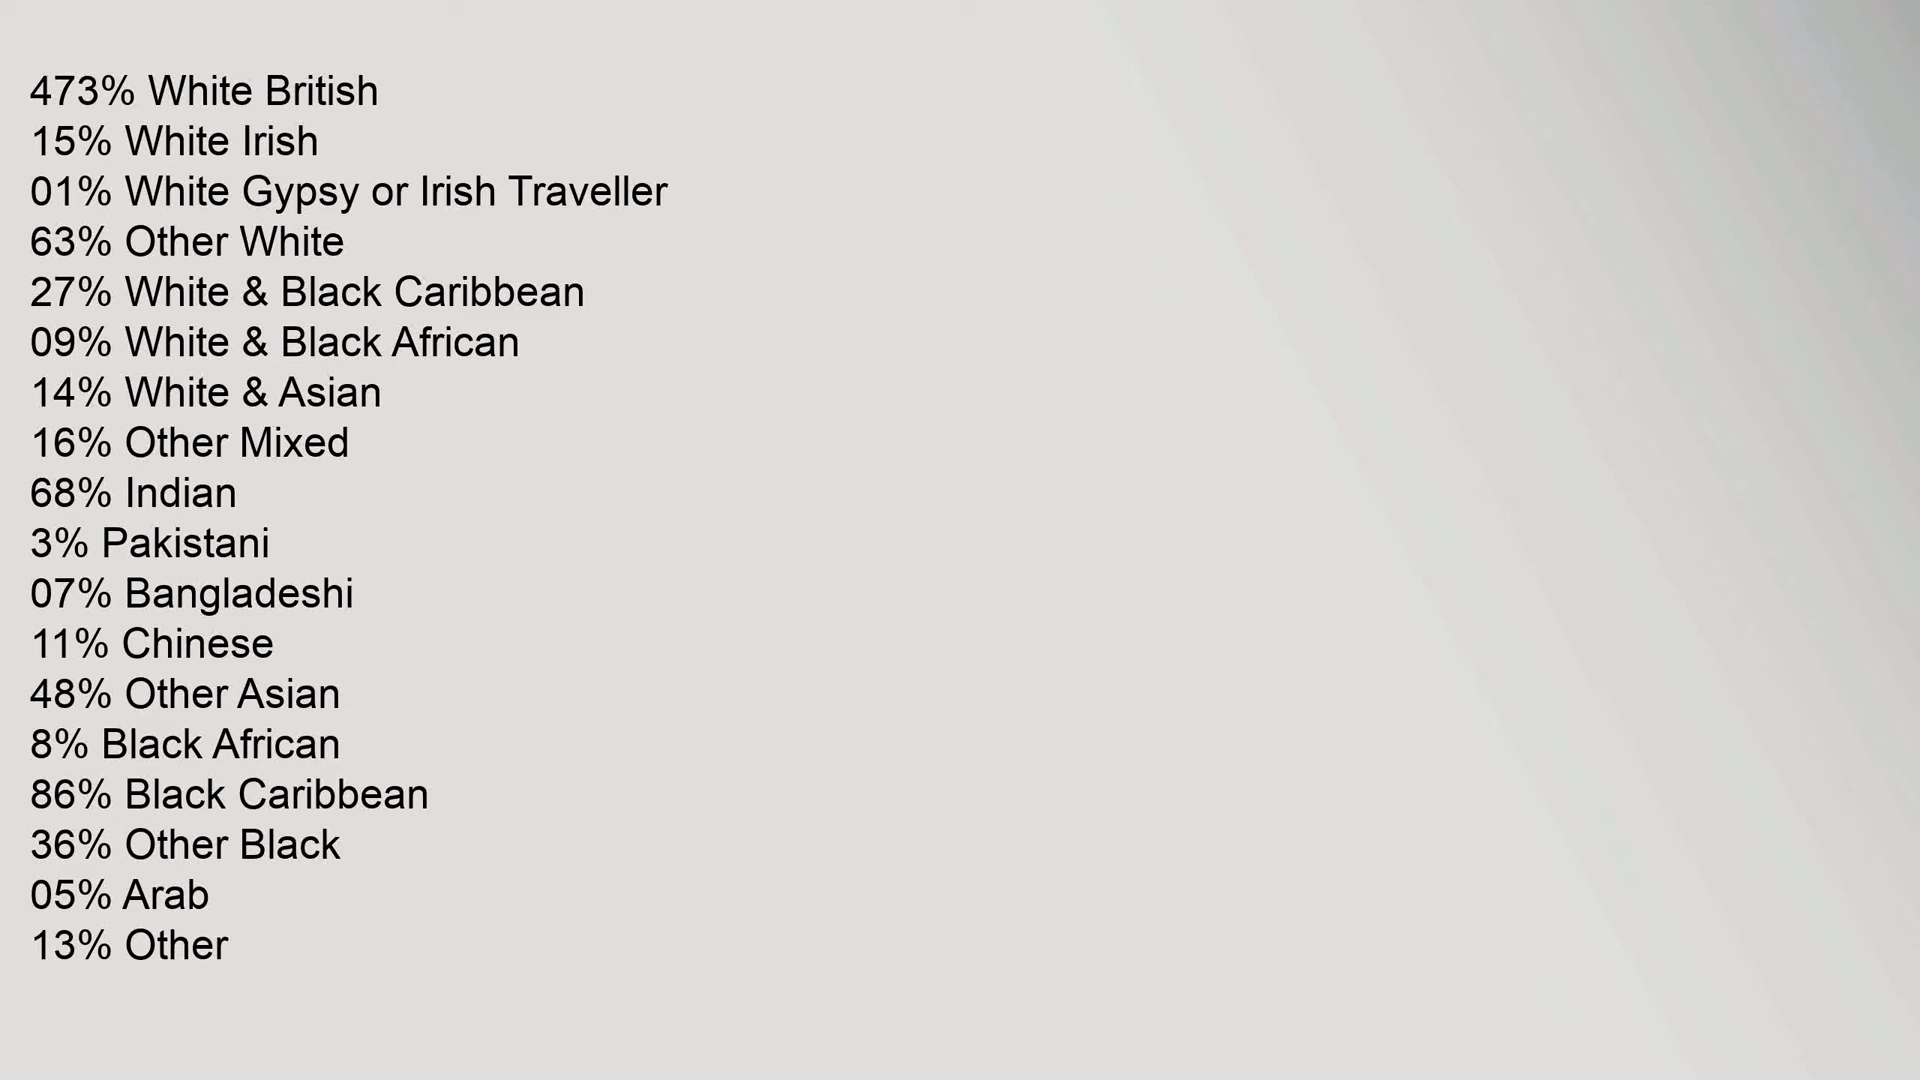 473% White British
15% White Irish
01% White Gypsy or Irish Traveller
63% Other White
27% White & Black Caribbean
09% White & Black African
14% White & Asian
16% Other Mixed
68% Indian
3% Pakistani
07% Bangladeshi
11% Chinese
48% Other Asian
8% Black African
86% Black Caribbean
36% Other Black
05% Arab
13% Other